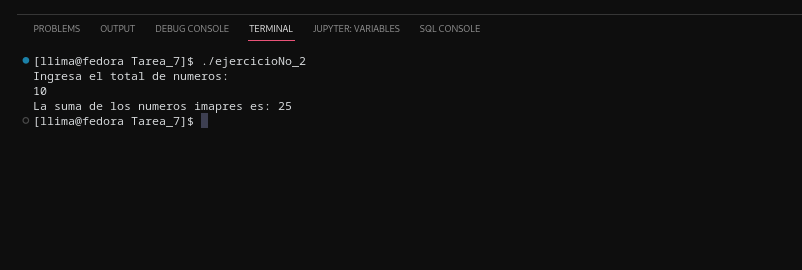 PROBLEMS OUTPUT DEBUG CONSOLE TERMINAL JUPYTER: VARIABLES SQL CONSOLE
[llima@fedora Tarea_7]$ ./ejercicioNo_2
Ingresa el total de numeros:
10
La suma de los numeros imapres es: 25
[llima@fedora Tarea_7]$